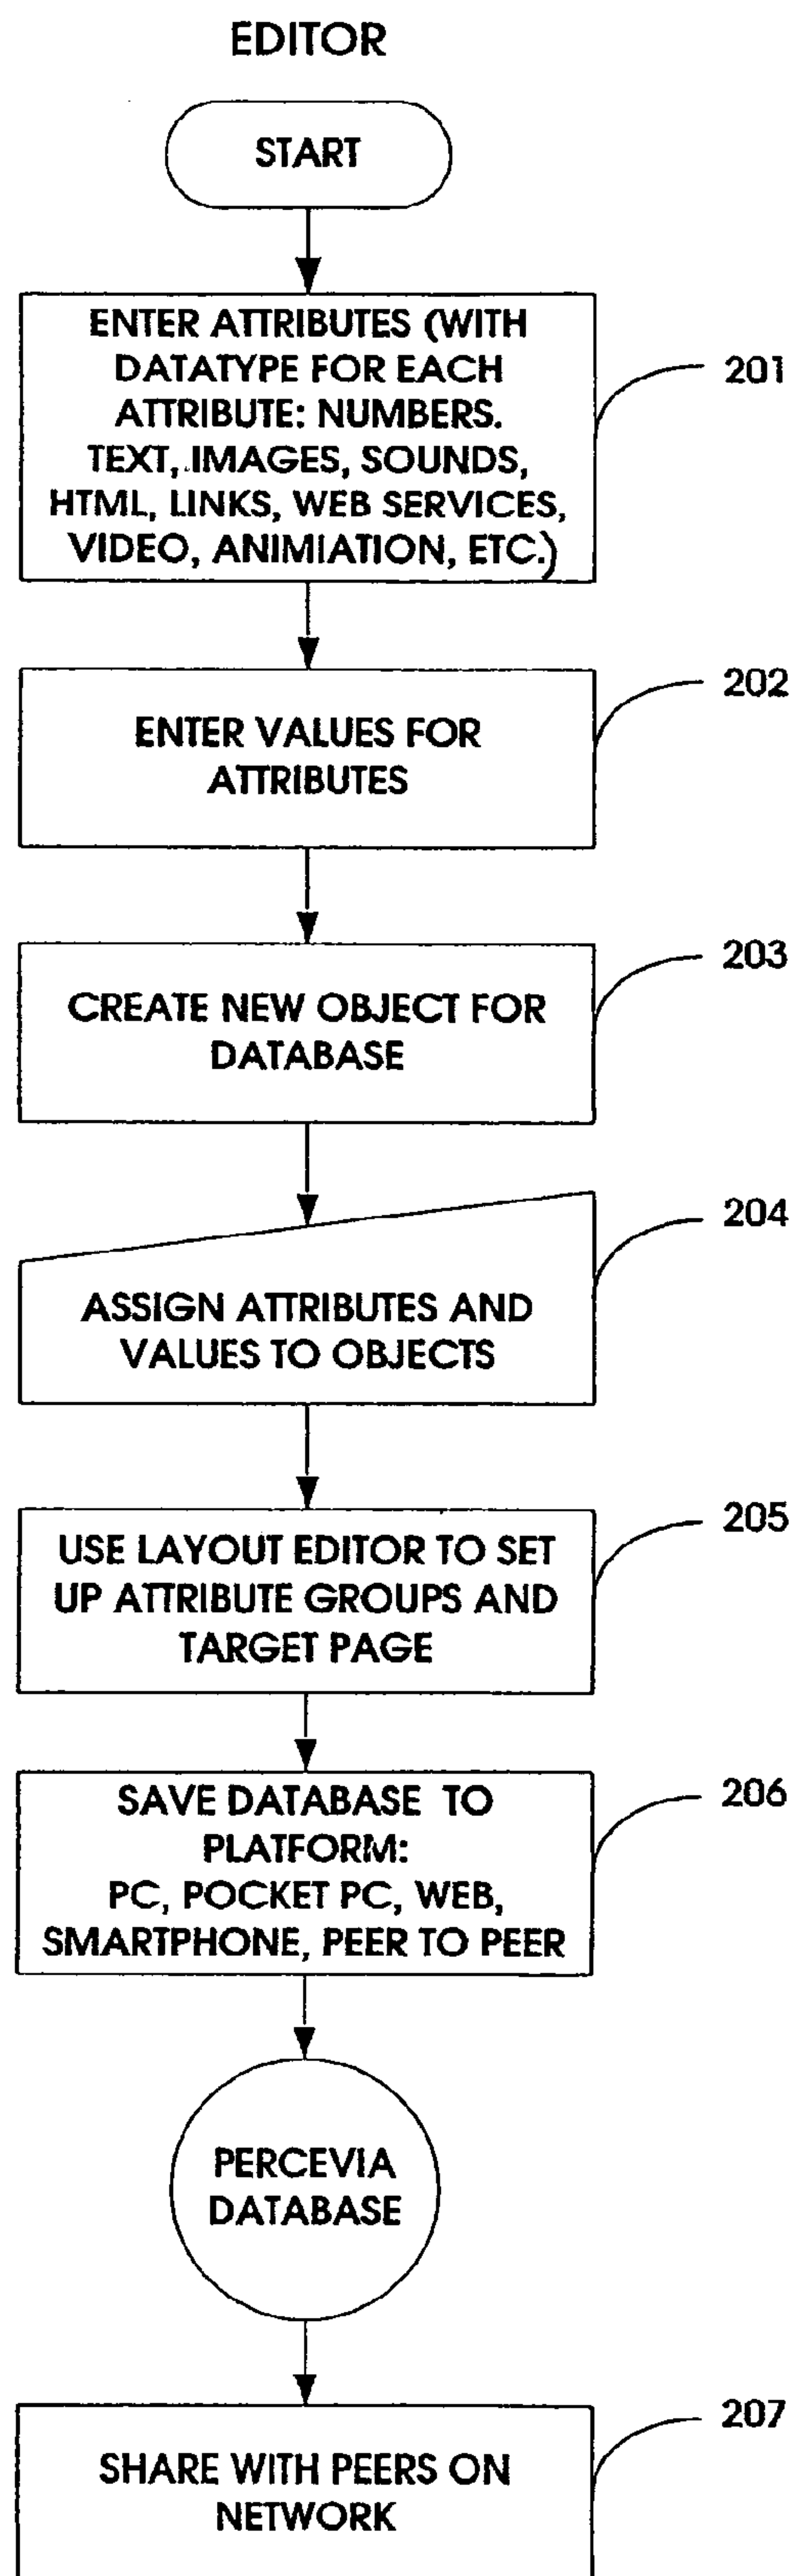 EDITOR
START
ENTER ATTRIBUTES (WITH
DATATYPE FOR EACH
ATTRIBUTE: NUMBERS.
TEXT, IMAGES, SOUNDS,
HTML, LINKS, WEB SERVICES,
VIDEO, ANIMIATION, ETC.)
201
ENTER VALUES FOR
ATTRIBUTES
202
CREATE NEW OBJECT FOR
DATABASE
203
ASSIGN ATTRIBUTES AND
VALUES TO OBJECTS
204
USE LAYOUT EDITOR TO SET
UP ATTRIBUTE GROUPS AND
TARGET PAGE
205
SAVE DATABASE TO
PLATFORM:
PC, POCKET PC, WEB,
SMARTPHONE, PEER TO PEER
206
PERCEVIA
DATABASE
SHARE WITH PEERS ON
NETWORK
207